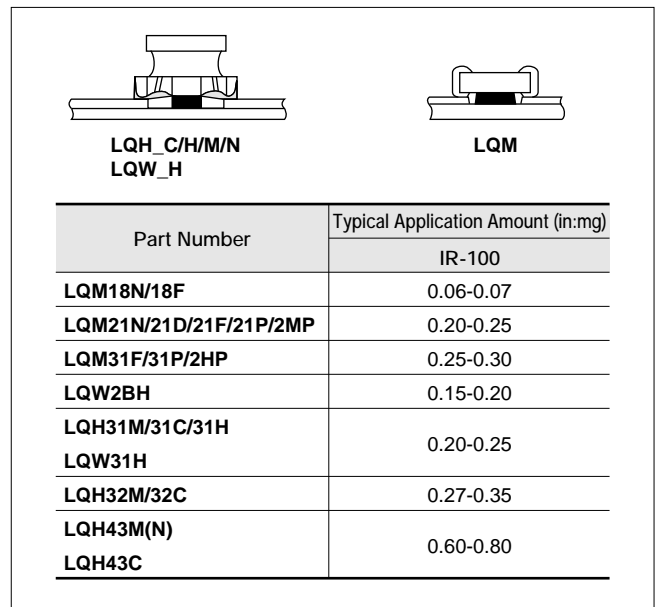 LQH_C/H/M/N
LQW_H
LQM
Part Number
Typical Application Amount (in:mg)
IR-100
LQM18N/18F 0.06-0.07
LQM21N/21D/21F/21P/2MP 0.20-0.25
LQM31F/31P/2HP 0.25-0.30
LQW2BH 0.15-0.20
LQH31M/31C/31H
LQW31H
0.20-0.25
LQH32M/32C 0.27-0.35
LQH43M(N)
LQH43C
0.60-0.80